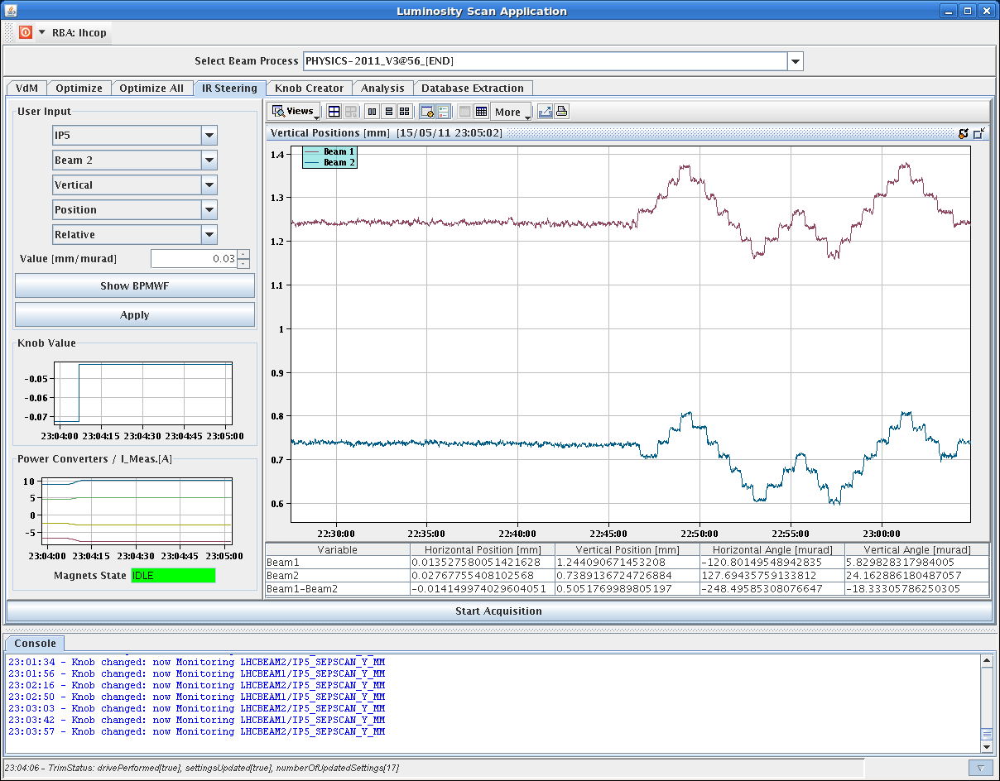 Luminosity Scan Application
RBA: lhcop
Select Beam Process PHYSICS-2011_V3@56_[END]
VdM Optimize Optimize All IR Steering Knob Creator Analysis Database Extraction
User Input
IP5
Beam 2
Vertical
Position
Relative
Value [mm/murad] 0.03
Show BPMWF
Apply
Knob Value
-0.05
-0.06
-0.07
23:04:00 23:04:15 23:04:30 23:04:45 23:05:00
Power Converters / I_Meas.[A]
10
5
0
-5
23:04:00 23:04:15 23:04:30 23:04:45 23:05:00
Magnets State IDLE
Views More
Vertical Positions [mm] [15/05/11 23:05:02]
Beam 1
Beam 2
1.4
1.3
1.2
1.1
1
0.9
0.8
0.7
0.6
22:30:00 22:35:00 22:40:00 22:45:00 22:50:00 22:55:00 23:00:00
Variable Horizontal Position [mm] Vertical Position [mm] Horizontal Angle [murad] Vertical Angle [murad]
Beam1 0.013527580051421628 1.244090671453208 -120.80149548942835 5.829828317984005
Beam2 0.02767755408102568 0.7389136724726884 127.69435759133812 24.162886180487057
Beam1-Beam2 -0.014149974029604051 0.5051769989805197 -248.49585308076647 -18.33305786250305
Start Acquisition
Console
23:01:34 - Knob changed: now Monitoring LHCBEAM2/IP5_SEPSCAN_Y_MM
23:01:56 - Knob changed: now Monitoring LHCBEAM1/IP5_SEPSCAN_Y_MM
23:02:16 - Knob changed: now Monitoring LHCBEAM2/IP5_SEPSCAN_Y_MM
23:02:50 - Knob changed: now Monitoring LHCBEAM1/IP5_SEPSCAN_Y_MM
23:03:03 - Knob changed: now Monitoring LHCBEAM2/IP5_SEPSCAN_Y_MM
23:03:42 - Knob changed: now Monitoring LHCBEAM1/IP5_SEPSCAN_Y_MM
23:03:57 - Knob changed: now Monitoring LHCBEAM2/IP5_SEPSCAN_Y_MM
23:04:06 - TrimStatus: drivePerformed[true], settingsUpdated[true], numberOfUpdatedSettings[17]